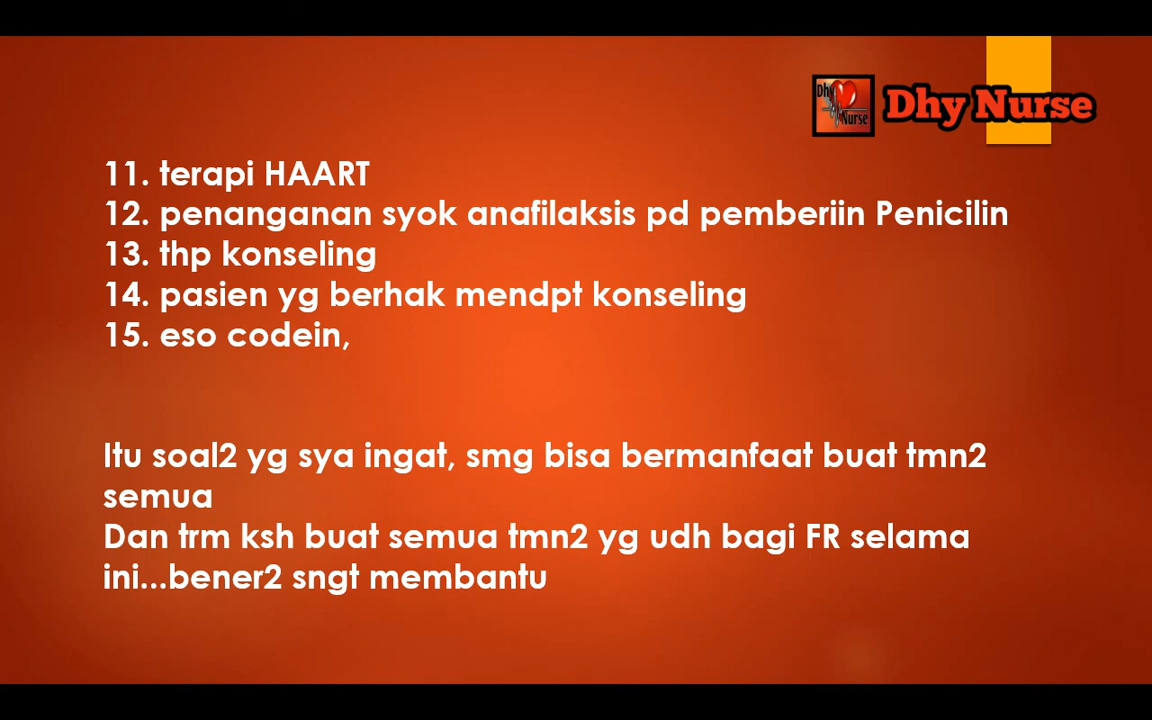 Dhy
Nurse
Dhy Nurse
11. terapi HAART
12. penanganan syok anafilaksis pd pemberiin Penicilin
13. thp konseling
14. pasien yg berhak mendpt konseling
15. eso codein,
Itu soal2 yg sya ingat, smg bisa bermanfaat buat tmn2
semua
Dan trm ksh buat semua tmn2 yg udh bagi FR selama
ini...bener2 sngt membantu